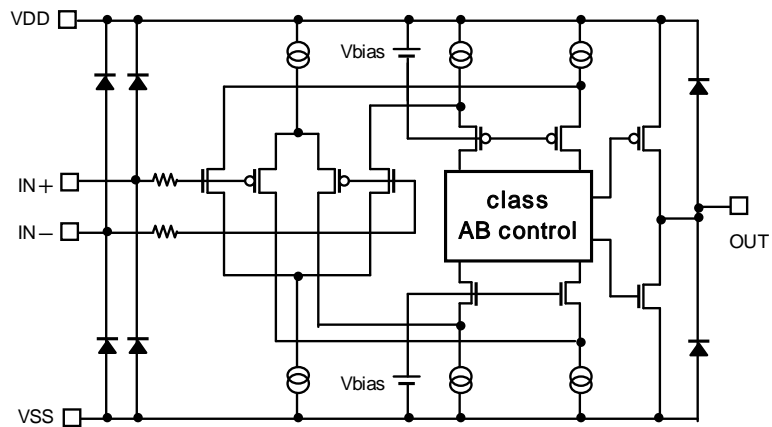 VDD
Vbias
IN+
class
AB control
IN−
OUT
Vbias
VSS